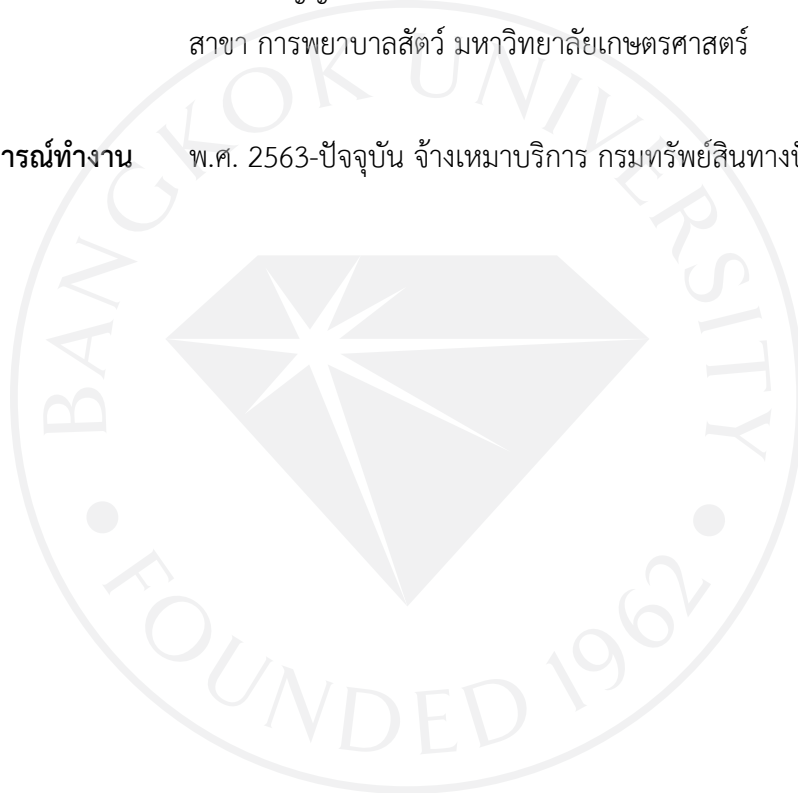 สาขา การพยาบาลสัตว์ มหาวิทยาลัยเกษตรศาสตร์
ารณ์ทำงาน พ.ศ. 2563-ปัจจุบัน จ้างเหมาบริการ กรมทรัพย์สินทางปั
BANGKOK UNIVERSITY
FOUNDED 1962